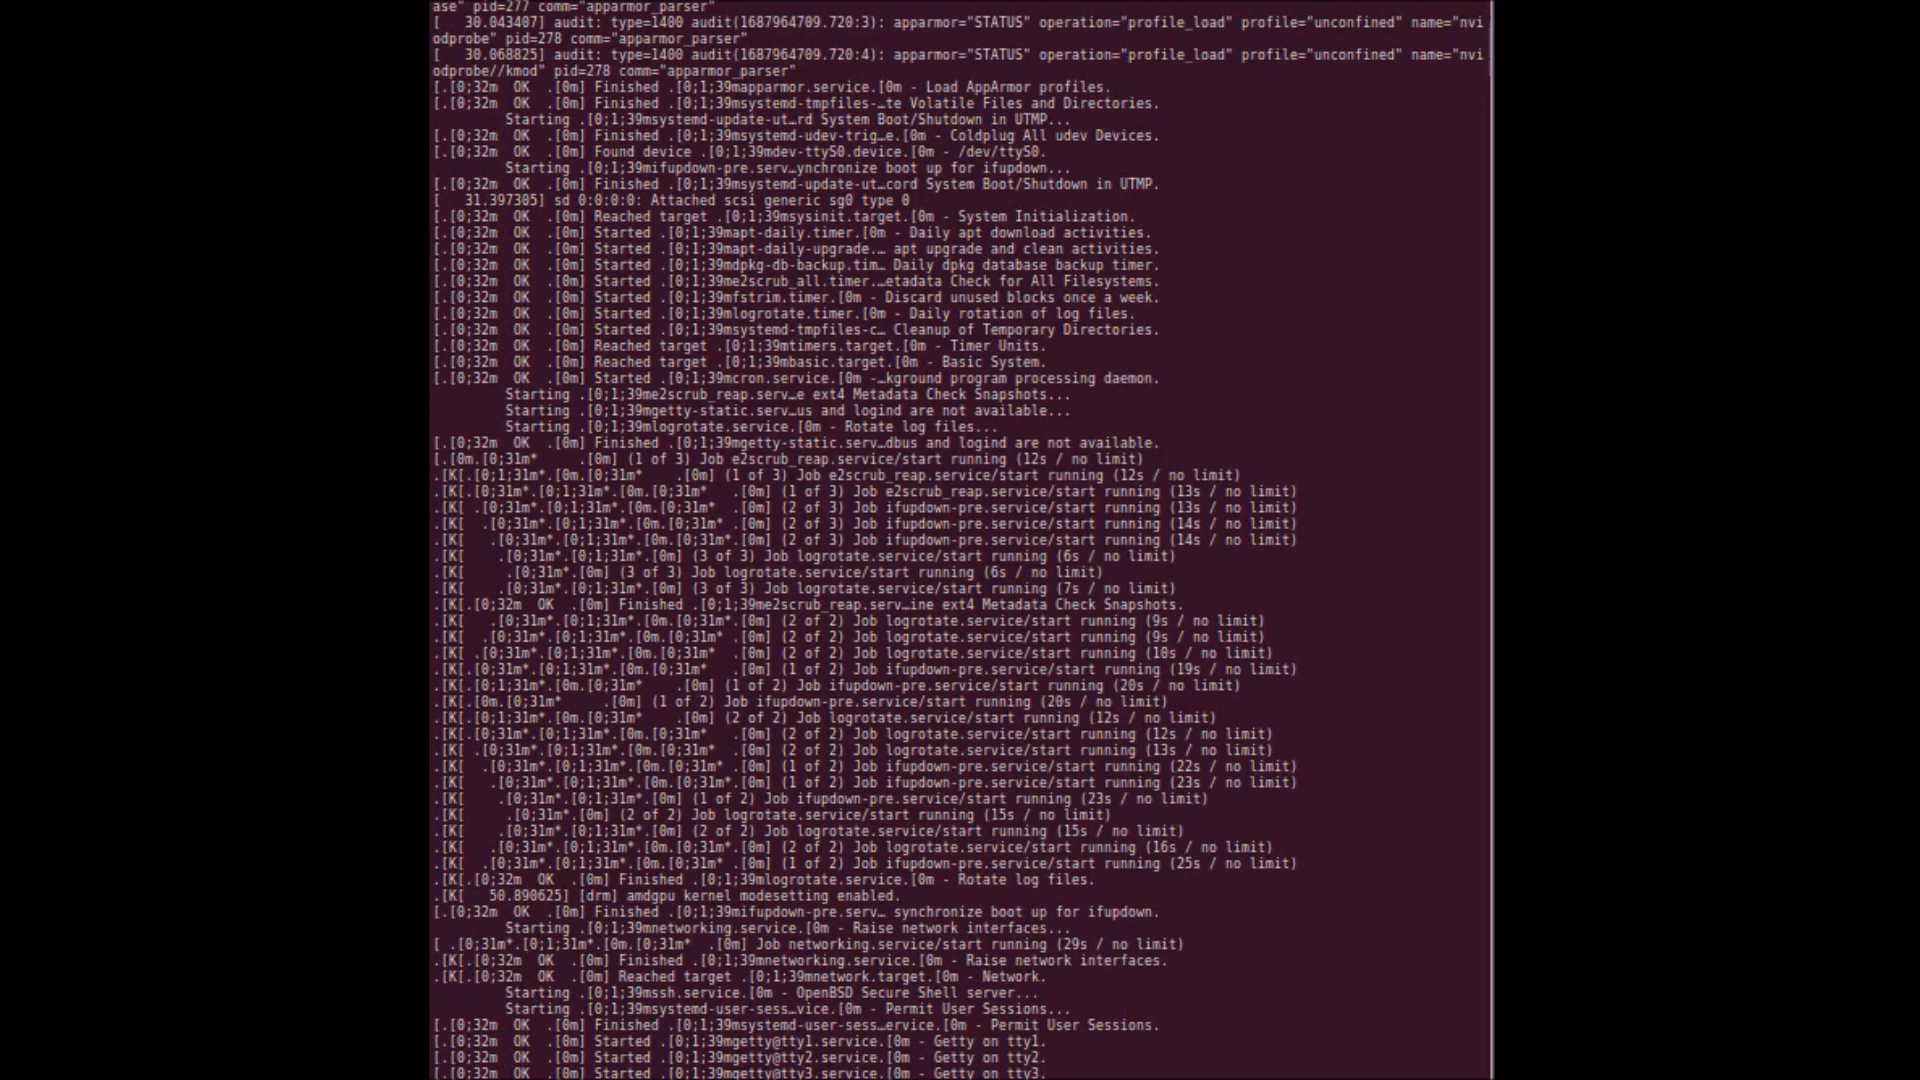 ase" pid=277 comm="apparmor_parser"
[   30.043407] audit: type=1400 audit(1687964709.720:3): apparmor="STATUS" operation="profile_load" profile="unconfined" name="nvi
odprobe" pid=278 comm="apparmor_parser"
[   30.068825] audit: type=1400 audit(1687964709.720:4): apparmor="STATUS" operation="profile_load" profile="unconfined" name="nvi
odprobe//kmod" pid=278 comm="apparmor_parser"
[.[0;32m  OK  .[0m] Finished .[0;1;39mapparmor.service.[0m - Load AppArmor profiles.
[.[0;32m  OK  .[0m] Finished .[0;1;39msystemd-tmpfiles-…te Volatile Files and Directories.
         Starting .[0;1;39msystemd-update-ut…rd System Boot/Shutdown in UTMP...
[.[0;32m  OK  .[0m] Finished .[0;1;39msystemd-udev-trig…e.[0m - Coldplug All udev Devices.
[.[0;32m  OK  .[0m] Found device .[0;1;39mdev-ttyS0.device.[0m - /dev/ttyS0.
         Starting .[0;1;39mifupdown-pre.serv…ynchronize boot up for ifupdown...
[.[0;32m  OK  .[0m] Finished .[0;1;39msystemd-update-ut…cord System Boot/Shutdown in UTMP.
[   31.397305] sd 0:0:0:0: Attached scsi generic sg0 type 0
[.[0;32m  OK  .[0m] Reached target .[0;1;39msysinit.target.[0m - System Initialization.
[.[0;32m  OK  .[0m] Started .[0;1;39mapt-daily.timer.[0m - Daily apt download activities.
[.[0;32m  OK  .[0m] Started .[0;1;39mapt-daily-upgrade.… apt upgrade and clean activities.
[.[0;32m  OK  .[0m] Started .[0;1;39mdpkg-db-backup.tim… Daily dpkg database backup timer.
[.[0;32m  OK  .[0m] Started .[0;1;39me2scrub_all.timer.…etadata Check for All Filesystems.
[.[0;32m  OK  .[0m] Started .[0;1;39mfstrim.timer.[0m - Discard unused blocks once a week.
[.[0;32m  OK  .[0m] Started .[0;1;39mlogrotate.timer.[0m - Daily rotation of log files.
[.[0;32m  OK  .[0m] Started .[0;1;39msystemd-tmpfiles-c… Cleanup of Temporary Directories.
[.[0;32m  OK  .[0m] Reached target .[0;1;39mtimers.target.[0m - Timer Units.
[.[0;32m  OK  .[0m] Reached target .[0;1;39mbasic.target.[0m - Basic System.
[.[0;32m  OK  .[0m] Started .[0;1;39mcron.service.[0m -…kground program processing daemon.
         Starting .[0;1;39me2scrub_reap.serv…e ext4 Metadata Check Snapshots...
         Starting .[0;1;39mgetty-static.serv…us and logind are not available...
         Starting .[0;1;39mlogrotate.service.[0m - Rotate log files...
[.[0;32m  OK  .[0m] Finished .[0;1;39mgetty-static.serv…dbus and logind are not available.
[.[0m.[0;31m*     .[0m] (1 of 3) Job e2scrub_reap.service/start running (12s / no limit)
.[K[.[0;1;31m*.[0m.[0;31m*    .[0m] (1 of 3) Job e2scrub_reap.service/start running (12s / no limit)
.[K[.[0;31m*.[0;1;31m*.[0m.[0;31m*   .[0m] (1 of 3) Job e2scrub_reap.service/start running (13s / no limit)
.[K[ .[0;31m*.[0;1;31m*.[0m.[0;31m*  .[0m] (2 of 3) Job ifupdown-pre.service/start running (13s / no limit)
.[K[  .[0;31m*.[0;1;31m*.[0m.[0;31m* .[0m] (2 of 3) Job ifupdown-pre.service/start running (14s / no limit)
.[K[   .[0;31m*.[0;1;31m*.[0m.[0;31m*.[0m] (2 of 3) Job ifupdown-pre.service/start running (14s / no limit)
.[K[    .[0;31m*.[0;1;31m*.[0m] (3 of 3) Job logrotate.service/start running (6s / no limit)
.[K[     .[0;31m*.[0m] (3 of 3) Job logrotate.service/start running (6s / no limit)
.[K[    .[0;31m*.[0;1;31m*.[0m] (3 of 3) Job logrotate.service/start running (7s / no limit)
.[K[.[0;32m  OK  .[0m] Finished .[0;1;39me2scrub_reap.serv…ine ext4 Metadata Check Snapshots.
.[K[   .[0;31m*.[0;1;31m*.[0m.[0;31m*.[0m] (2 of 2) Job logrotate.service/start running (9s / no limit)
.[K[  .[0;31m*.[0;1;31m*.[0m.[0;31m* .[0m] (2 of 2) Job logrotate.service/start running (9s / no limit)
.[K[ .[0;31m*.[0;1;31m*.[0m.[0;31m*  .[0m] (2 of 2) Job logrotate.service/start running (10s / no limit)
.[K[.[0;31m*.[0;1;31m*.[0m.[0;31m*   .[0m] (1 of 2) Job ifupdown-pre.service/start running (19s / no limit)
.[K[.[0;1;31m*.[0m.[0;31m*    .[0m] (1 of 2) Job ifupdown-pre.service/start running (20s / no limit)
.[K[.[0m.[0;31m*     .[0m] (1 of 2) Job ifupdown-pre.service/start running (20s / no limit)
.[K[.[0;1;31m*.[0m.[0;31m*    .[0m] (2 of 2) Job logrotate.service/start running (12s / no limit)
.[K[.[0;31m*.[0;1;31m*.[0m.[0;31m*   .[0m] (2 of 2) Job logrotate.service/start running (12s / no limit)
.[K[ .[0;31m*.[0;1;31m*.[0m.[0;31m*  .[0m] (2 of 2) Job logrotate.service/start running (13s / no limit)
.[K[  .[0;31m*.[0;1;31m*.[0m.[0;31m* .[0m] (1 of 2) Job ifupdown-pre.service/start running (22s / no limit)
.[K[   .[0;31m*.[0;1;31m*.[0m.[0;31m*.[0m] (1 of 2) Job ifupdown-pre.service/start running (23s / no limit)
.[K[    .[0;31m*.[0;1;31m*.[0m] (1 of 2) Job ifupdown-pre.service/start running (23s / no limit)
.[K[     .[0;31m*.[0m] (2 of 2) Job logrotate.service/start running (15s / no limit)
.[K[    .[0;31m*.[0;1;31m*.[0m] (2 of 2) Job logrotate.service/start running (15s / no limit)
.[K[   .[0;31m*.[0;1;31m*.[0m.[0;31m*.[0m] (2 of 2) Job logrotate.service/start running (16s / no limit)
.[K[  .[0;31m*.[0;1;31m*.[0m.[0;31m* .[0m] (1 of 2) Job ifupdown-pre.service/start running (25s / no limit)
.[K[.[0;32m  OK  .[0m] Finished .[0;1;39mlogrotate.service.[0m - Rotate log files.
.[K[   50.890625] [drm] amdgpu kernel modesetting enabled.
[.[0;32m  OK  .[0m] Finished .[0;1;39mifupdown-pre.serv… synchronize boot up for ifupdown.
         Starting .[0;1;39mnetworking.service.[0m - Raise network interfaces...
[ .[0;31m*.[0;1;31m*.[0m.[0;31m*  .[0m] Job networking.service/start running (29s / no limit)
.[K[.[0;32m  OK  .[0m] Finished .[0;1;39mnetworking.service.[0m - Raise network interfaces.
.[K[.[0;32m  OK  .[0m] Reached target .[0;1;39mnetwork.target.[0m - Network.
         Starting .[0;1;39mssh.service.[0m - OpenBSD Secure Shell server...
         Starting .[0;1;39msystemd-user-sess…vice.[0m - Permit User Sessions...
[.[0;32m  OK  .[0m] Finished .[0;1;39msystemd-user-sess…ervice.[0m - Permit User Sessions.
[.[0;32m  OK  .[0m] Started .[0;1;39mgetty@tty1.service.[0m - Getty on tty1.
[.[0;32m  OK  .[0m] Started .[0;1;39mgetty@tty2.service.[0m - Getty on tty2.
[.[0;32m  OK  .[0m] Started .[0;1;39mgetty@tty3.service.[0m - Getty on tty3.